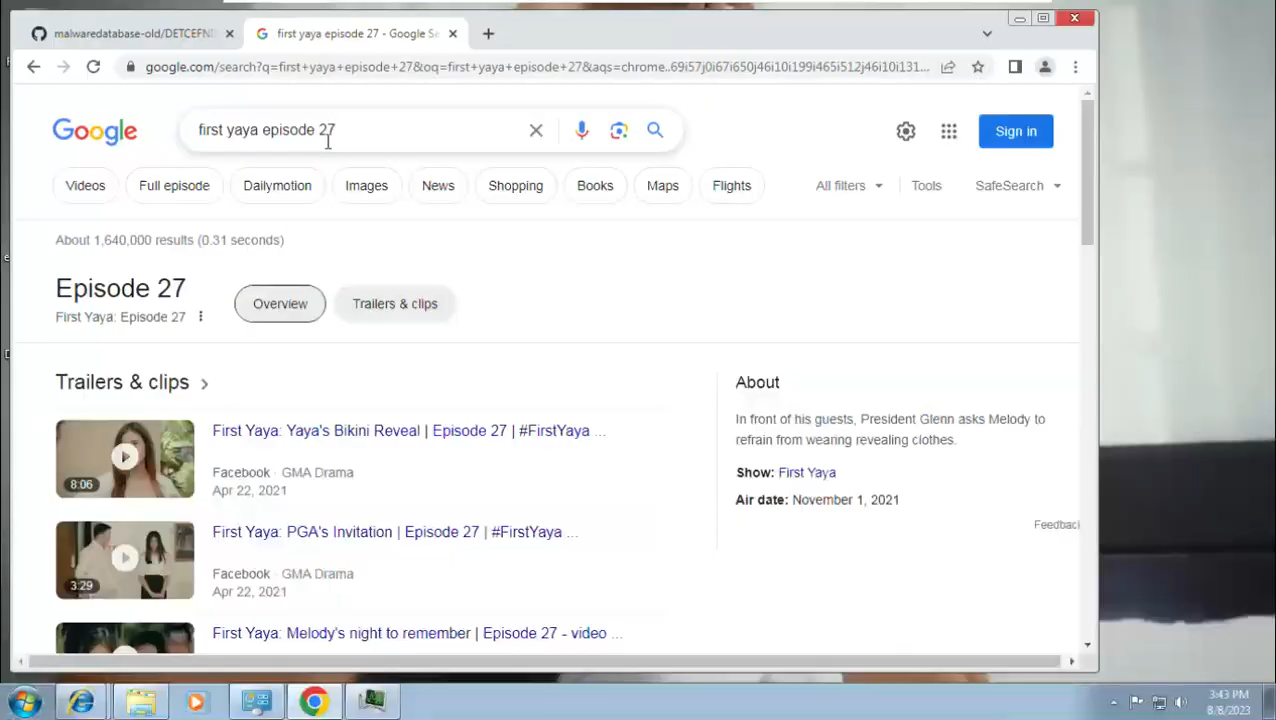 malwaredatabase-old/DETCEFND
first yaya episode 27 - Google Se
google.com/search?q=first+yaya+episode+27&oq=first+yaya+episode+27&aqs=chrome..69i57j0i67i650j46i10i199i465i512j46i10i131...
Google
first yaya episode 27
Sign in
Videos
Full episode
Dailymotion
Images
News
Shopping
Books
Maps
Flights
All filters
Tools
SafeSearch
About 1,640,000 results (0.31 seconds)
Episode 27
First Yaya: Episode 27
Overview
Trailers & clips
Trailers & clips
8:06
First Yaya: Yaya's Bikini Reveal | Episode 27 | #FirstYaya ...
Facebook · GMA Drama
Apr 22, 2021
3:29
First Yaya: PGA's Invitation | Episode 27 | #FirstYaya ...
Facebook · GMA Drama
Apr 22, 2021
First Yaya: Melody's night to remember | Episode 27 - video ...
About
In front of his guests, President Glenn asks Melody to
refrain from wearing revealing clothes.
Show: First Yaya
Air date: November 1, 2021
Feedback
3:43 PM
8/8/2023